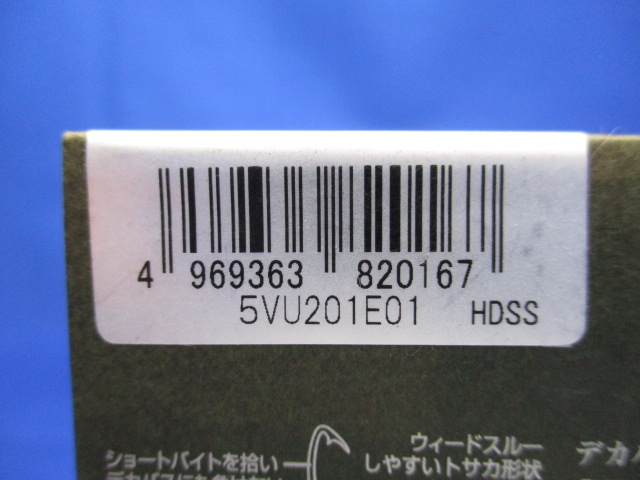 4 969363 820167
5VU201E01 HDSS
ショートバイトを拾い
ウィードスルー
しやすいトサカ形状